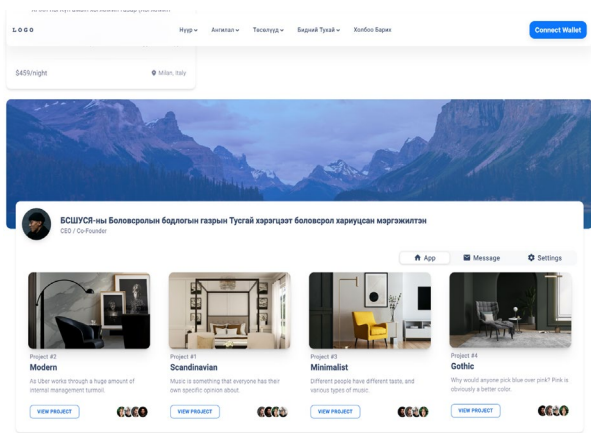 LOGO
Нүүр
Ангилал
Төсөлүүд
Бидний Тухай
Холбоо Барих
Connect Wallet
$459/night
Milan, Italy
БСШУСЯ-ны Боловсролын бодлогын газрын Тусгай хэрэгцээт боловсрол хариуцсан мэргэжилтэн
CEO / Co-Founder
App
Message
Settings
Project #2
Modern
As Uber works through a huge amount of
internal management turmoil.
VIEW PROJECT
Project #1
Scandinavian
Music is something that everyone has their
own specific opinion about.
VIEW PROJECT
Project #3
Minimalist
Different people have different taste, and
various types of music.
VIEW PROJECT
Project #4
Gothic
Why would anyone pick blue over pink? Pink is
obviously a better color.
VIEW PROJECT